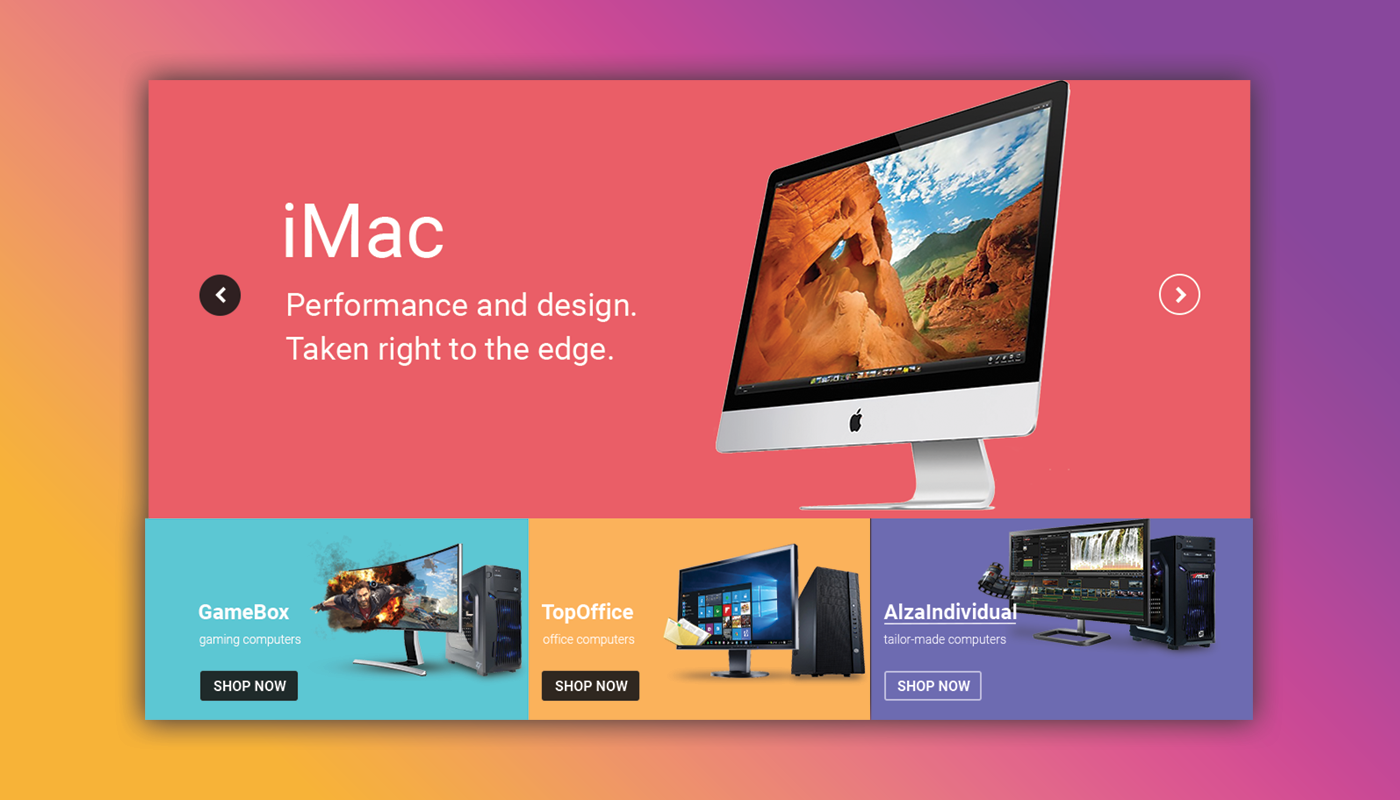 iMac
Performance and design.
Taken right to the edge.
GameBox
gaming computers
SHOP NOW
TopOffice
office computers
SHOP NOW
AlzaIndividual
tailor-made computers
SHOP NOW